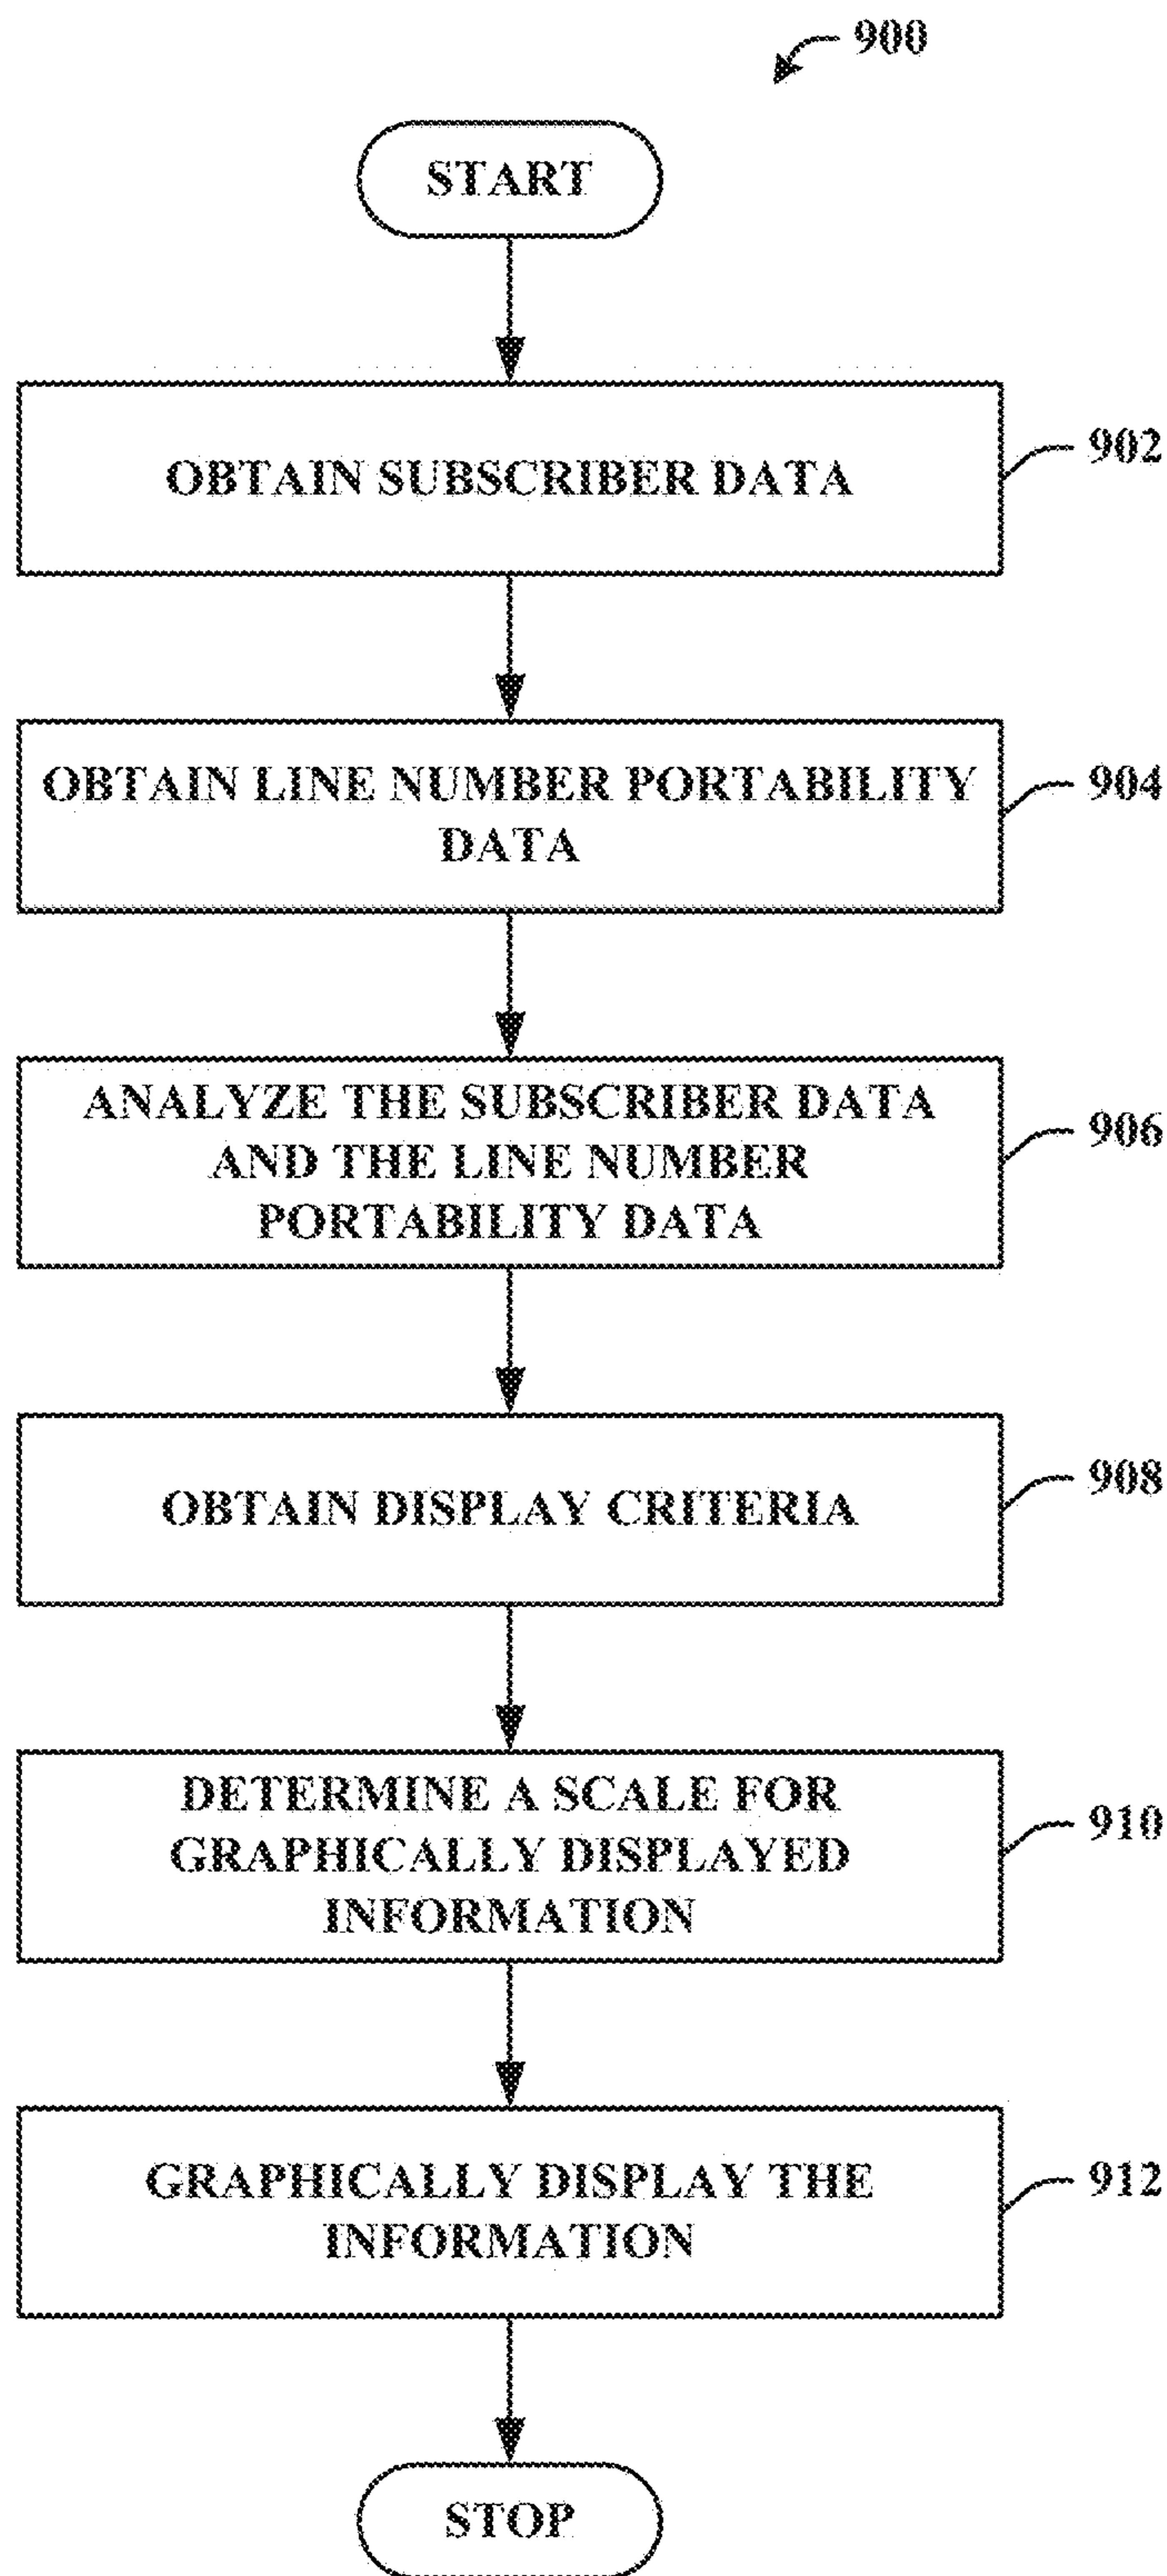 900
START
OBTAIN SUBSCRIBER DATA
902
OBTAIN LINE NUMBER PORTABILITY
DATA
904
ANALYZE THE SUBSCRIBER DATA
AND THE LINE NUMBER
PORTABILITY DATA
906
OBTAIN DISPLAY CRITERIA
908
DETERMINE A SCALE FOR
GRAPHICALLY DISPLAYED
INFORMATION
910
GRAPHICALLY DISPLAY THE
INFORMATION
912
STOP